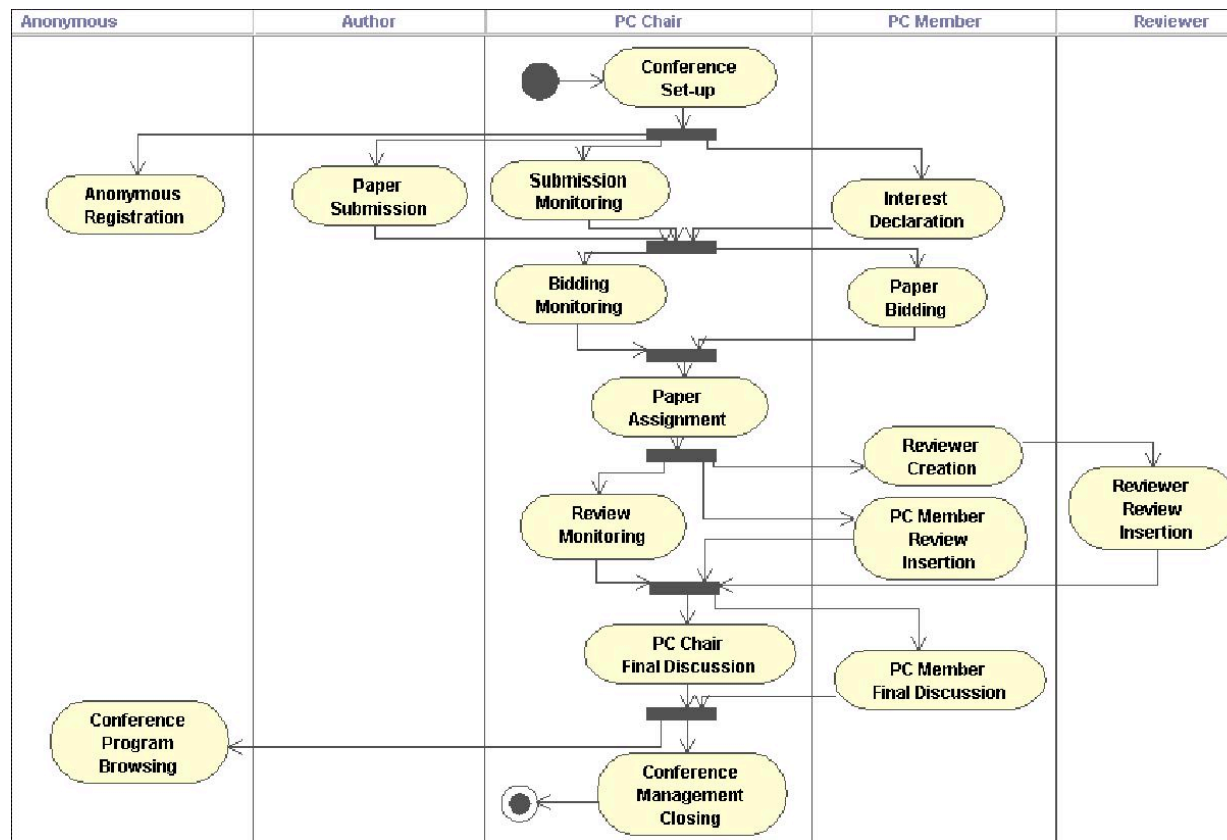 Anonymous
Author
PC Chair
PC Member
Reviewer
Conference
Set-up
Anonymous
Registration
Paper
Submission
Submission
Monitoring
Interest
Declaration
Bidding
Monitoring
Paper
Bidding
Paper
Assignment
Reviewer
Creation
Review
Monitoring
PC Member
Review
Insertion
Reviewer
Review
Insertion
PC Chair
Final Discussion
PC Member
Final Discussion
Conference
Program
Browsing
Conference
Management
Closing